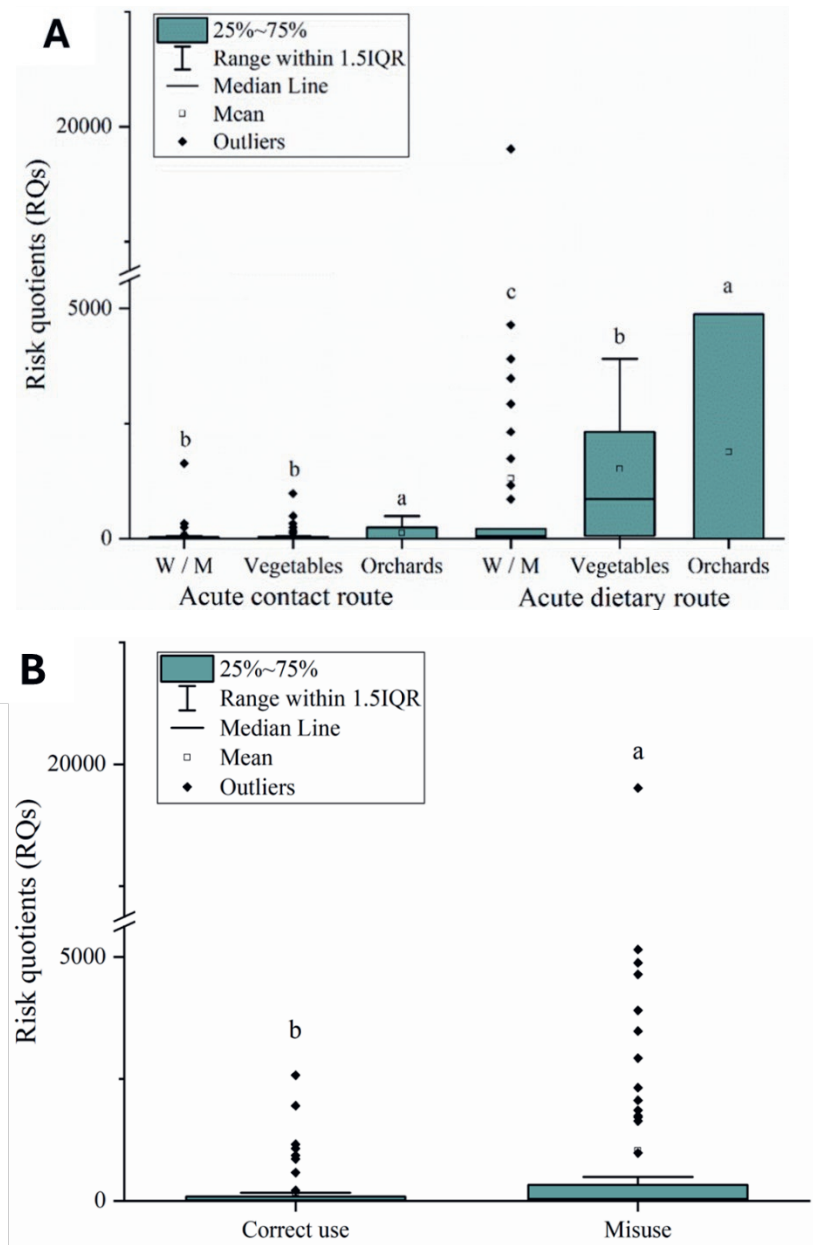 A
25%~75%
Range within 1.5IQR
Median Line
Mean
Outliers
20000
5000
0
Risk quotients (RQs)
b
b
a
c
b
a
W / M
Vegetables
Orchards
W / M
Vegetables
Orchards
Acute contact route
Acute dietary route
B
25%~75%
Range within 1.5IQR
Median Line
Mean
Outliers
20000
5000
0
Risk quotients (RQs)
b
a
Correct use
Misuse